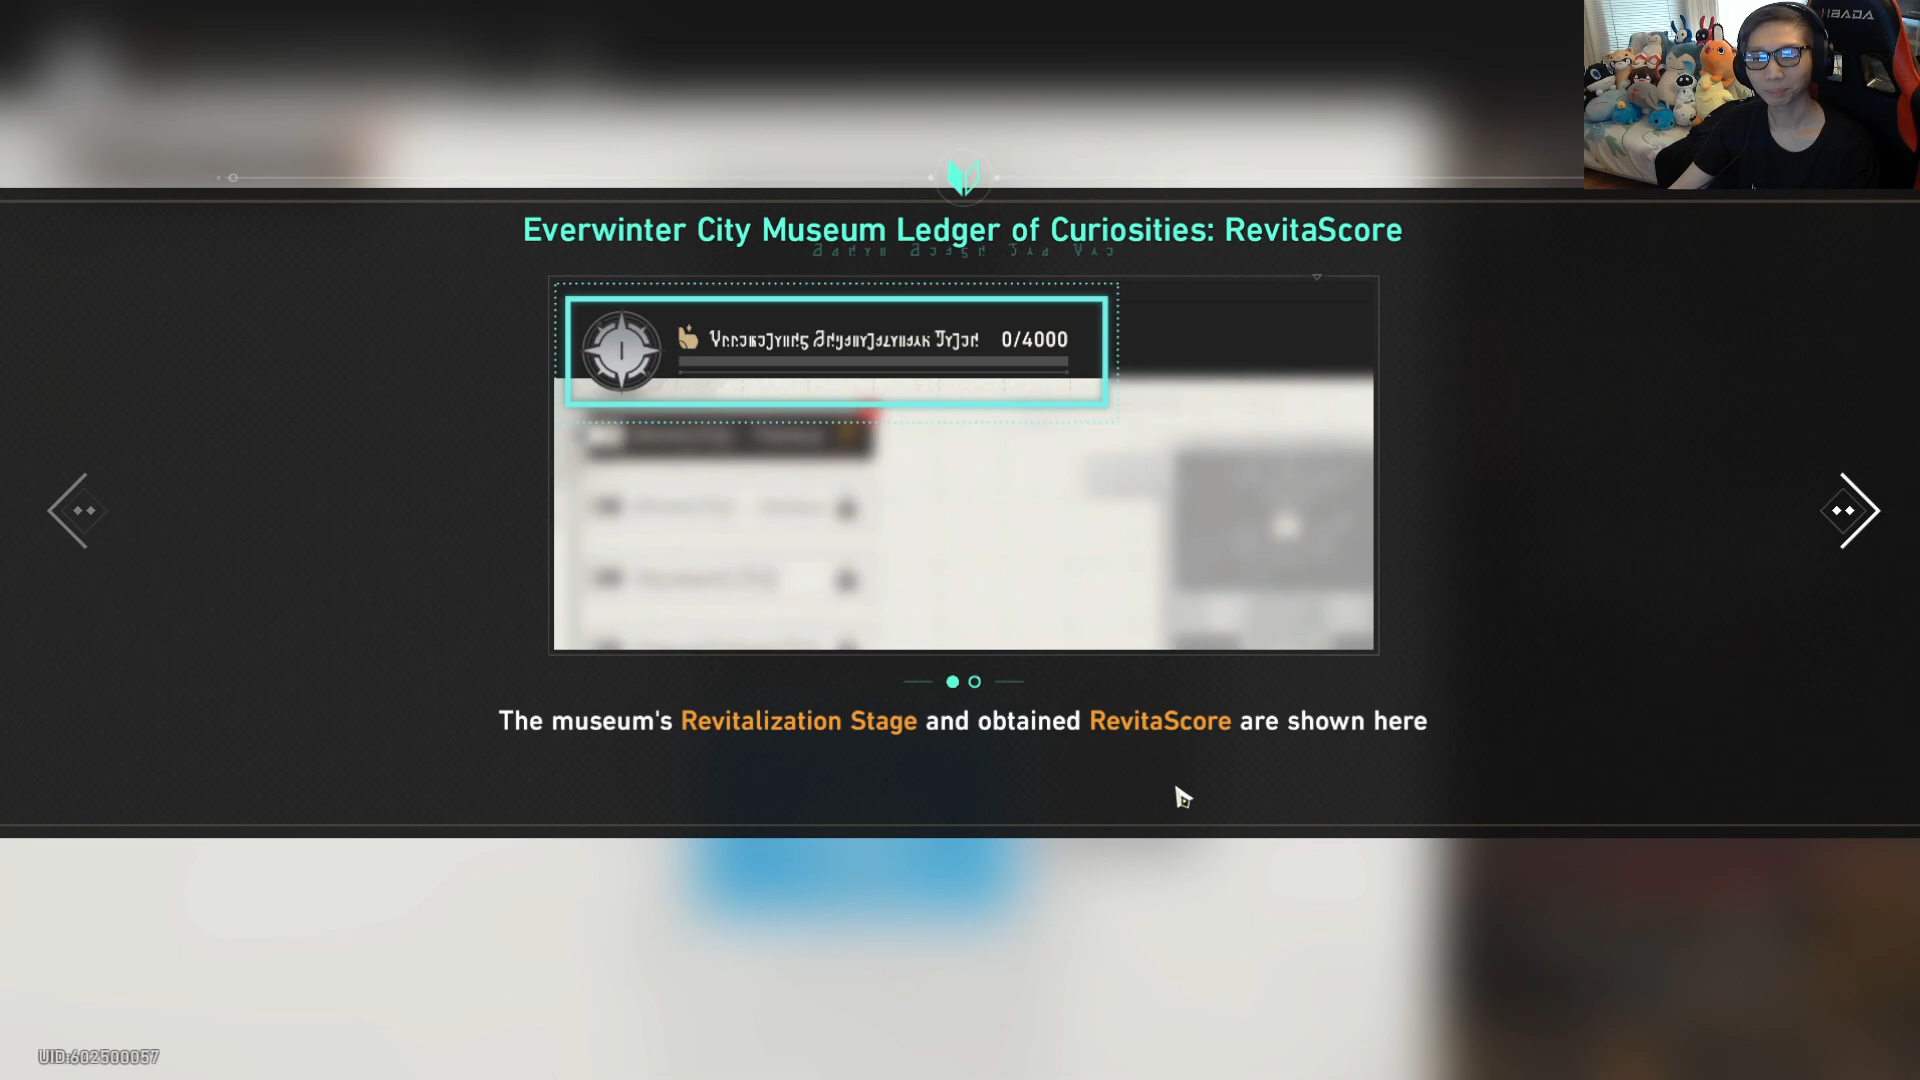 HBADA
Everwinter City Museum Ledger of Curiosities: RevitaScore
0/4000
The museum's Revitalization Stage and obtained RevitaScore are shown here
UID:602500057